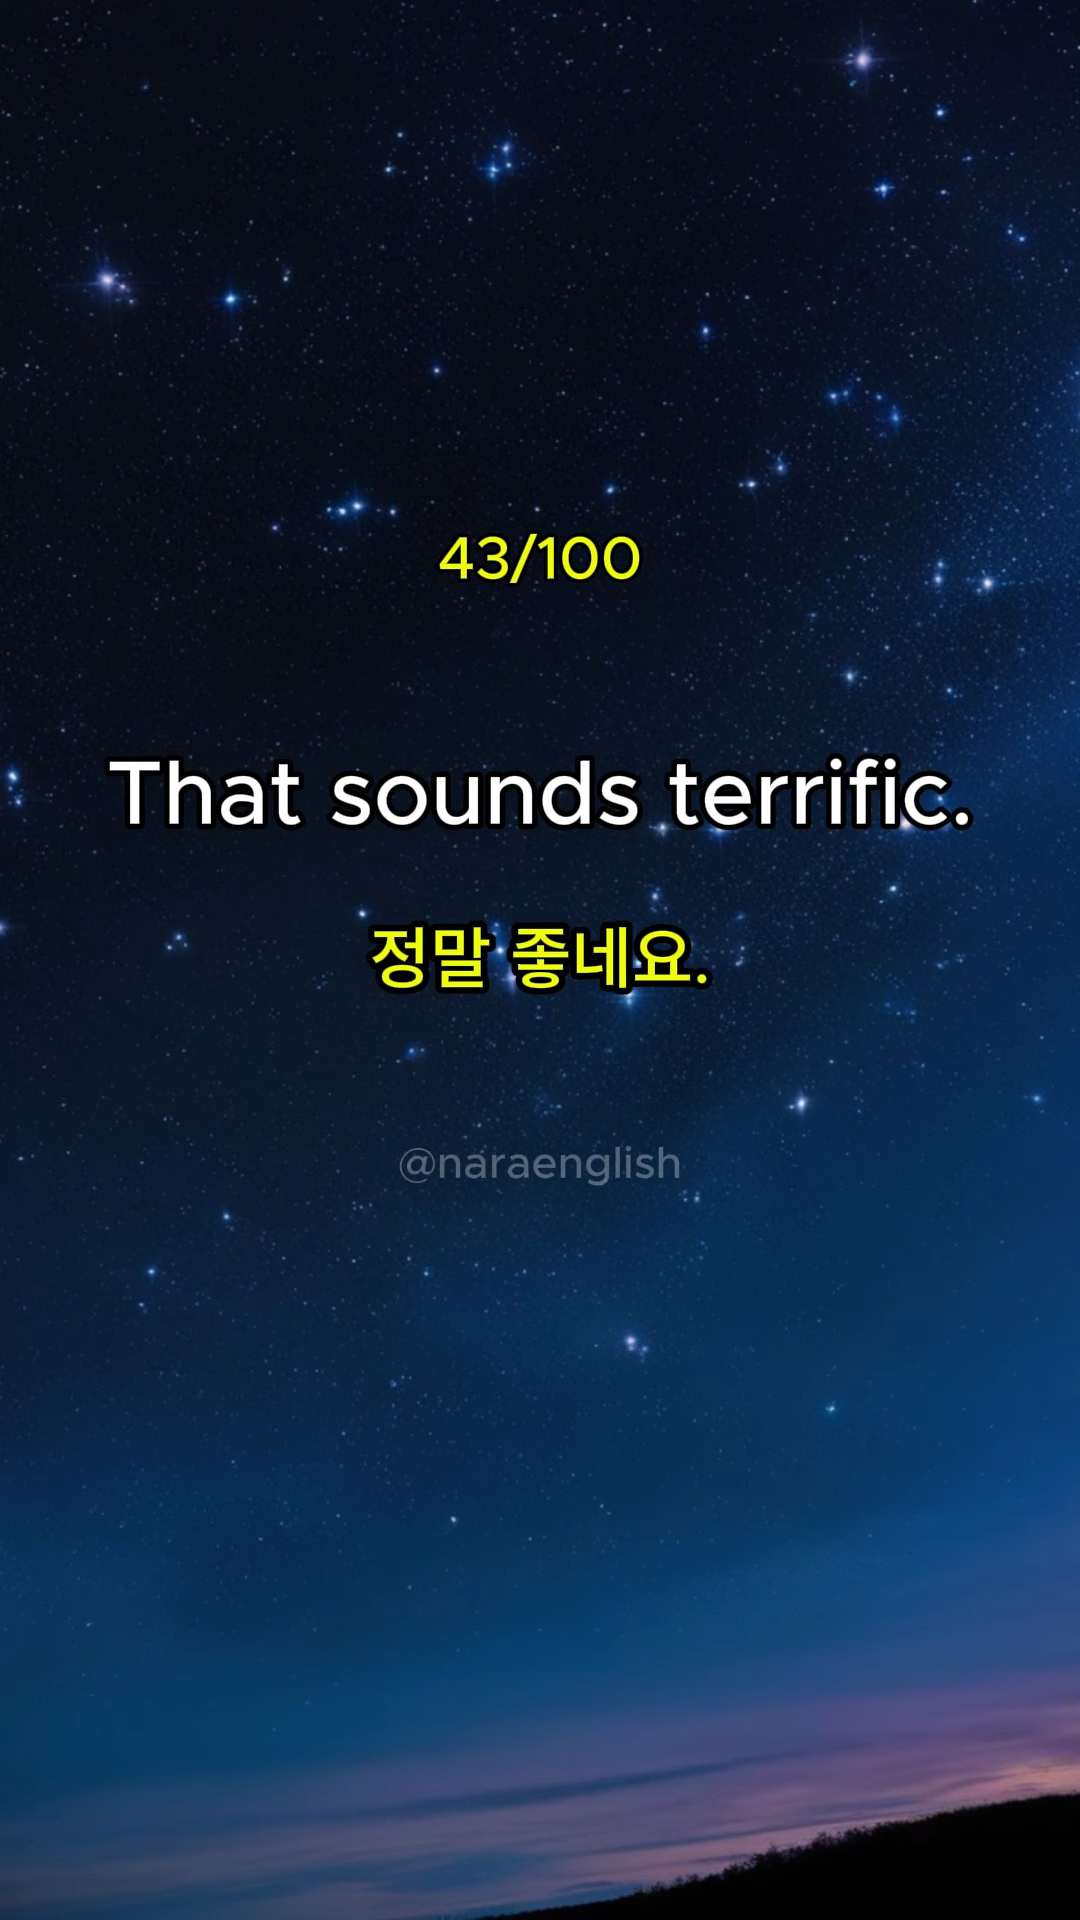 43/100
That sounds terrific.
정말 좋네요.
@naraenglish